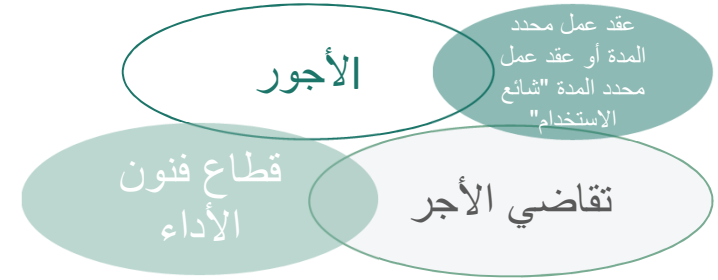 عقد عمل محدد
المدة أو عقد عمل
محدد المدة "شائع
الاستخدام"
الأجور
قطاع فنون
الأداء
تقاضي الأجر